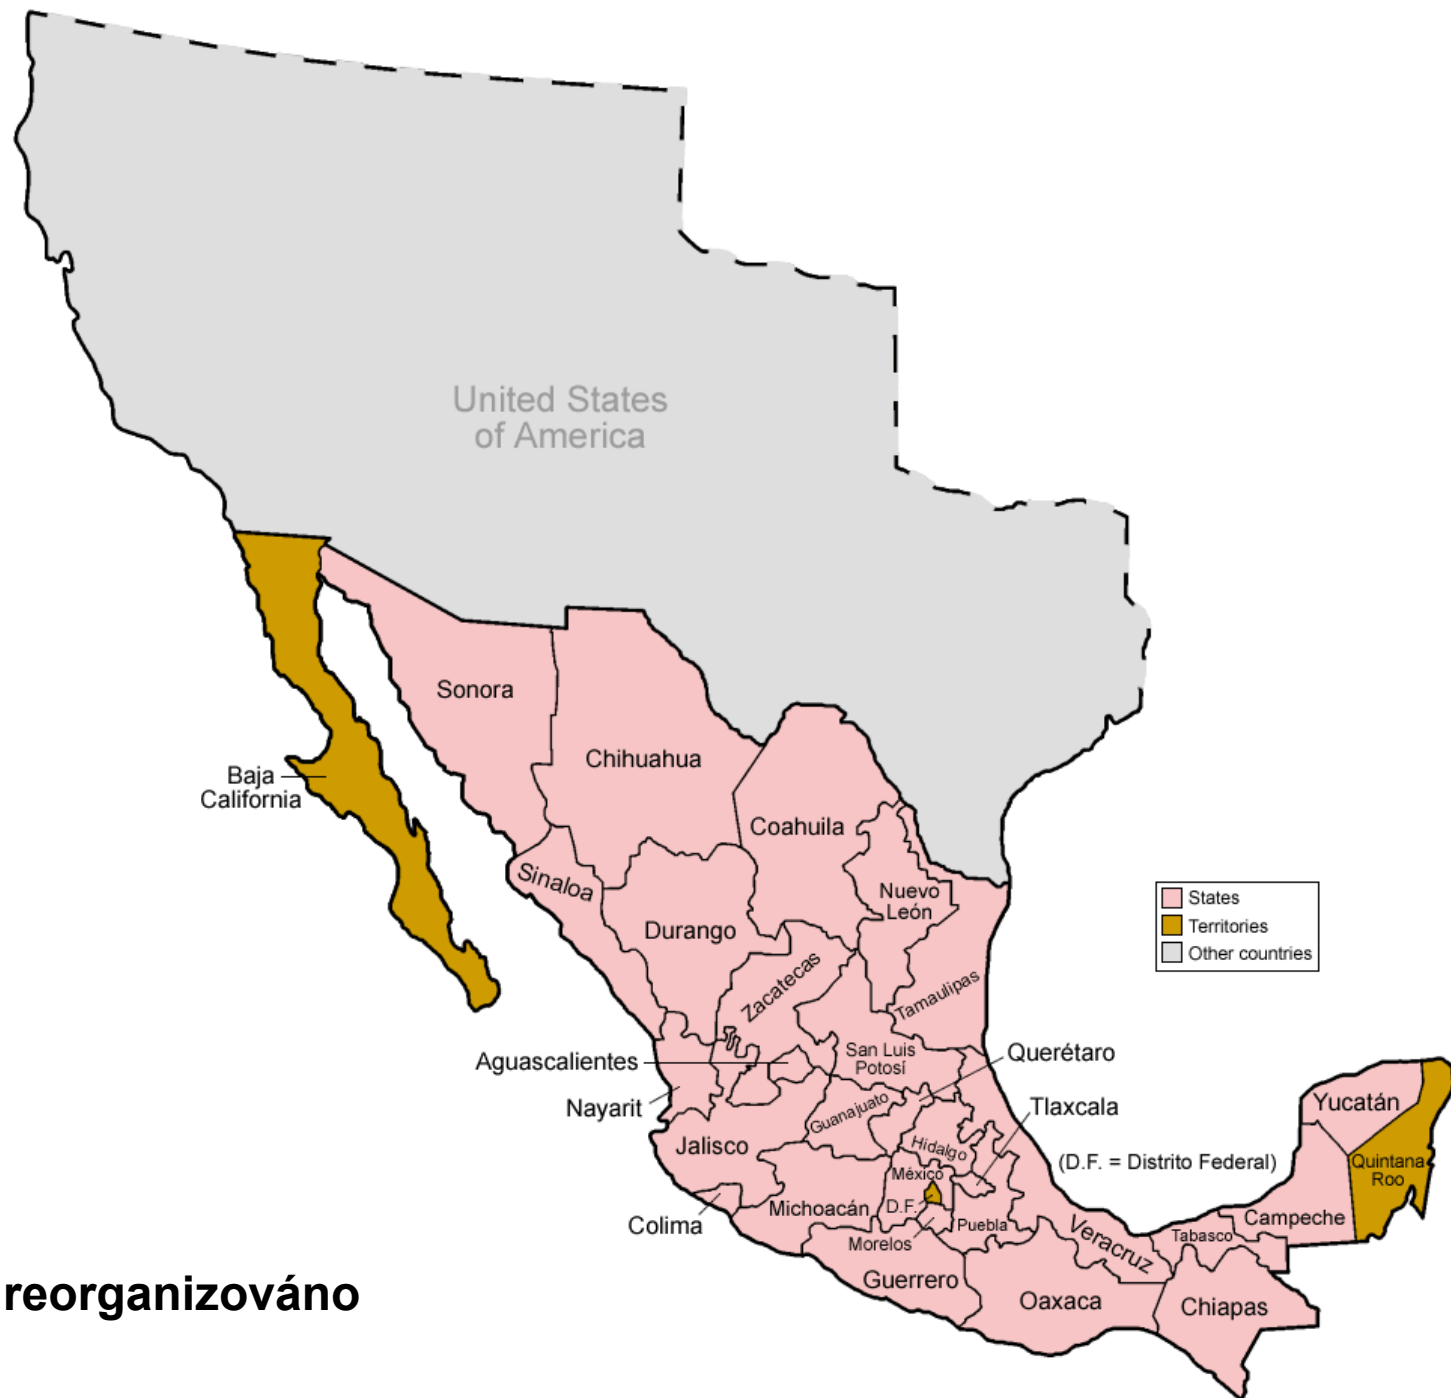 United States
of America
Sonora
Chihuahua
Baja
California
Coahuila
Sinaloa
Nuevo
León
Durango
States
Territories
Other countries
Zacatecas
Tamaulipas
Aguascalientes
San Luis
Potosí
Querétaro
Nayarit
Guanajuato
Tlaxcala
Yucatán
Jalisco
Hidalgo
(D.F. = Distrito Federal)
Quintana
Roo
México
D.F.
Michoacán
Colima
Morelos
Puebla
Veracruz
Tabasco
Campeche
Guerrero
Oaxaca
Chiapas
reorganizováno